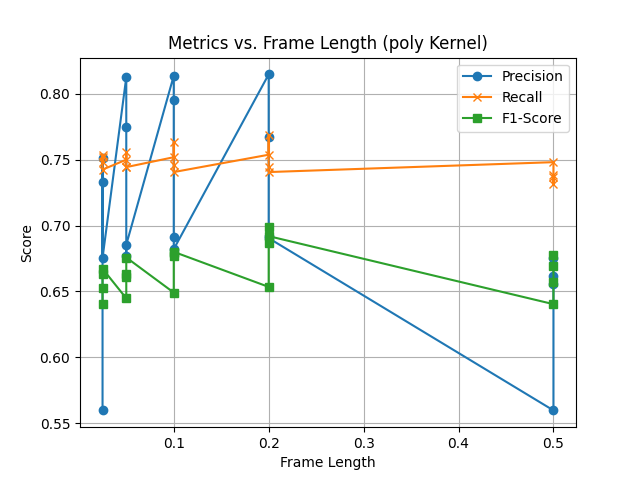 Metrics vs. Frame Length (poly Kernel)
Precision
Recall
F1-Score
Score
0.80
0.75
0.70
0.65
0.60
0.55
0.1 0.2 0.3 0.4 0.5
Frame Length